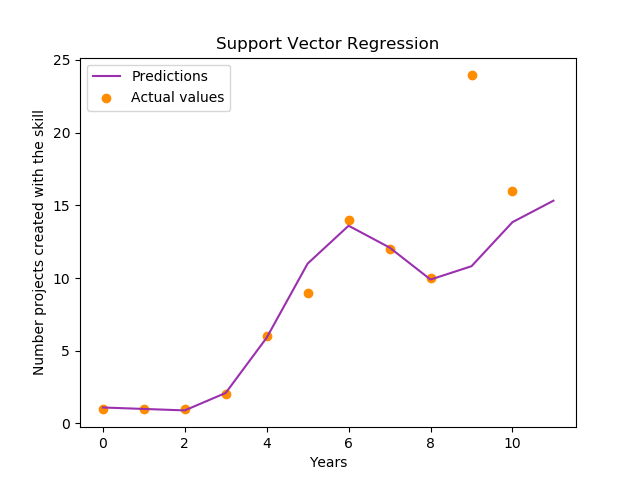 Support Vector Regression
Predictions
Actual values
Number projects created with the skill
25
20
15
10
5
0
0 2 4 6 8 10
Years